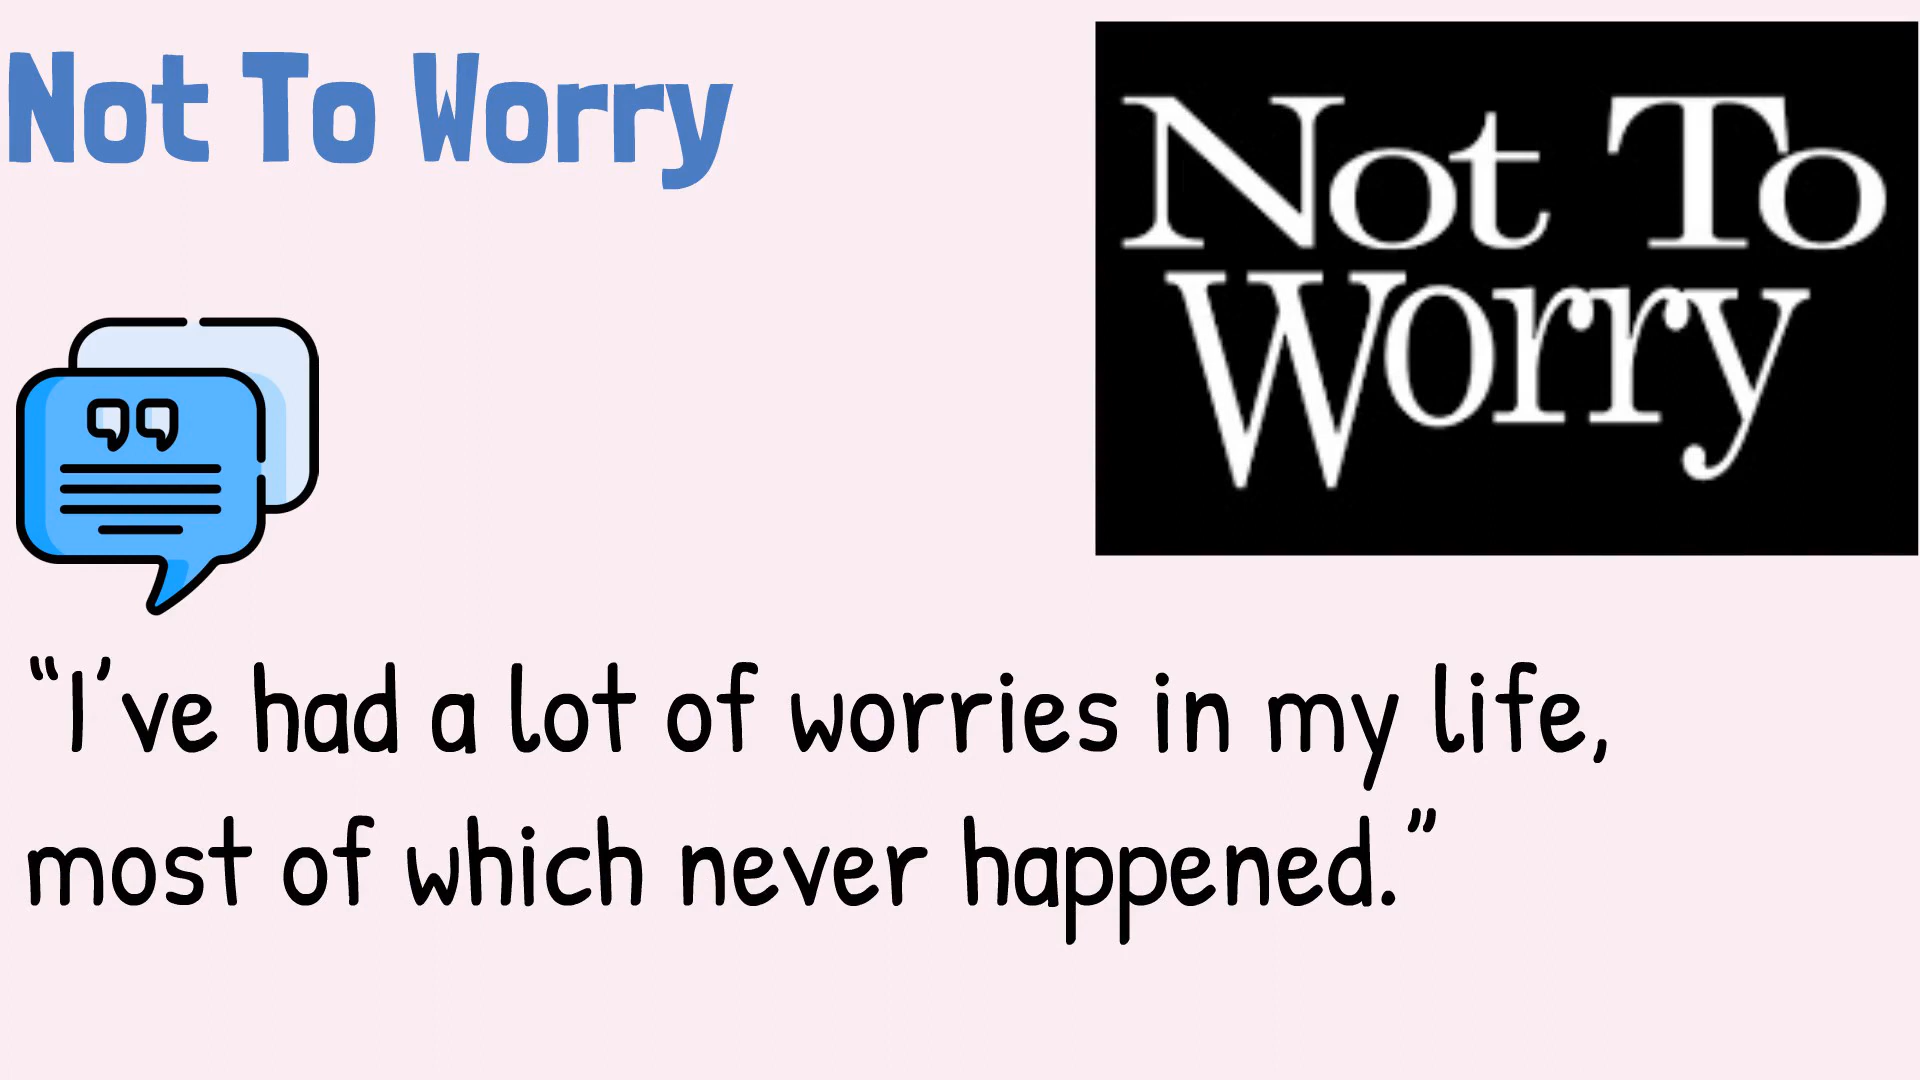 Not To Worry
Not To
Worry
“I’ve had a lot of worries in my life,
most of which never happened.”